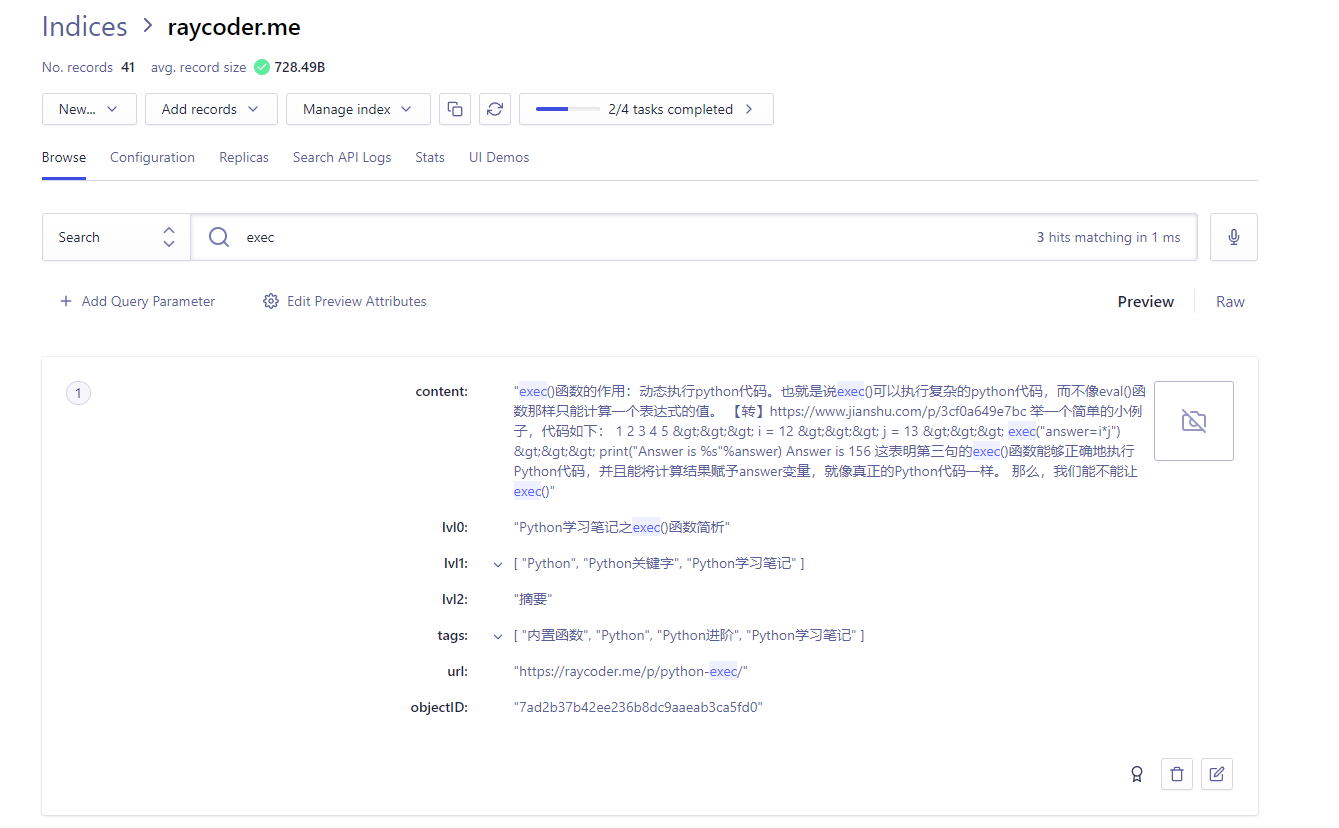 Indices > raycoder.me
No. records 41 avg. record size 728.49B
New... Add records Manage index 2/4 tasks completed
Browse Configuration Replicas Search API Logs Stats UI Demos
Search exec 3 hits matching in 1 ms
Add Query Parameter Edit Preview Attributes Preview Raw
1 content: "exec()函数的作用：动态执行python代码。也就是说exec()可以执行复杂的python代码，而不像eval()函
数那样只能计算一个表达式的值。 【转】https://www.jianshu.com/p/3cf0a649e7bc 举一个简单的小例
子，代码如下： 1 2 3 4 5 &gt;&gt;&gt; i = 12 &gt;&gt;&gt; j = 13 &gt;&gt;&gt; exec("answer=i*j")
&gt;&gt;&gt; print("Answer is %s"%answer) Answer is 156 这表明第三句的exec()函数能够正确地执行
Python代码，并且能将计算结果赋予answer变量，就像真正的Python代码一样。 那么，我们能不能让
exec()"
lvl0: "Python学习笔记之exec()函数简析"
lvl1: [ "Python", "Python关键字", "Python学习笔记" ]
lvl2: "摘要"
tags: [ "内置函数", "Python", "Python进阶", "Python学习笔记" ]
url: "https://raycoder.me/p/python-exec/"
objectID: "7ad2b37b42ee236b8dc9aaeab3ca5fd0"